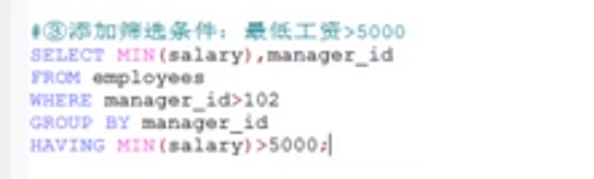 #③添加筛选条件：最低工资>5000
SELECT MIN(salary),manager_id
FROM employees
WHERE manager_id>102
GROUP BY manager_id
HAVING MIN(salary)>5000;